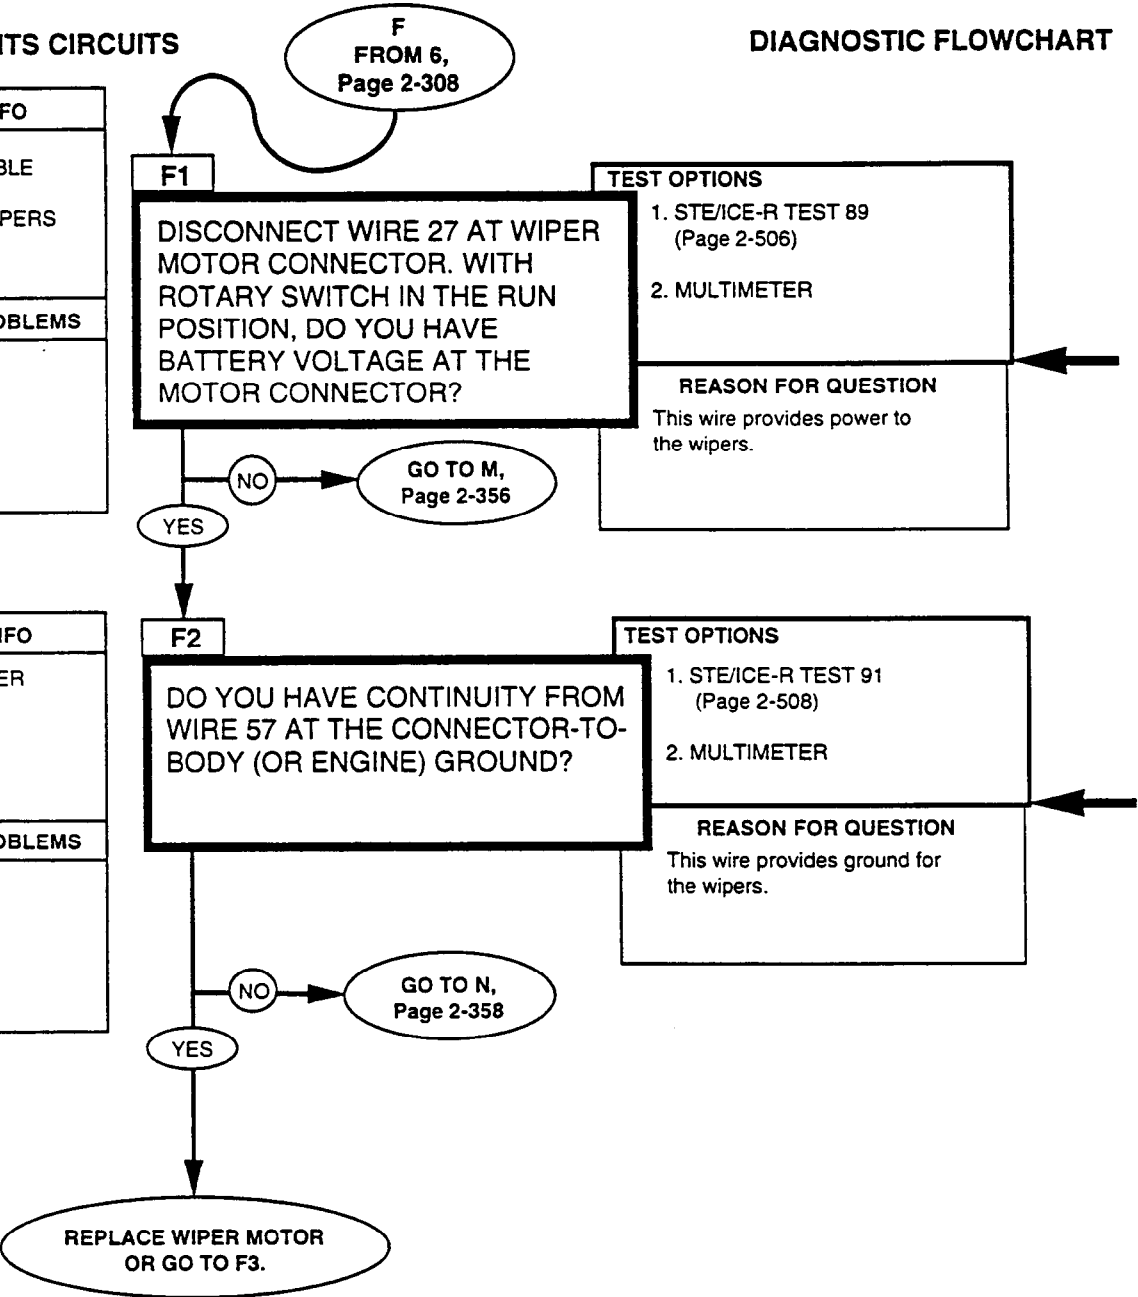 ITS CIRCUITS
DIAGNOSTIC FLOWCHART
F
FROM 6,
Page 2-308
FO
BLE
PERS
OBLEMS
F1
DISCONNECT WIRE 27 AT WIPER
MOTOR CONNECTOR. WITH
ROTARY SWITCH IN THE RUN
POSITION, DO YOU HAVE
BATTERY VOLTAGE AT THE
MOTOR CONNECTOR?
TEST OPTIONS
1. STE/ICE-R TEST 89
(Page 2-506)
2. MULTIMETER
REASON FOR QUESTION
This wire provides power to
the wipers.
NO
GO TO M,
Page 2-356
YES
FO
ER
OBLEMS
F2
DO YOU HAVE CONTINUITY FROM
WIRE 57 AT THE CONNECTOR-TO-
BODY (OR ENGINE) GROUND?
TEST OPTIONS
1. STE/ICE-R TEST 91
(Page 2-508)
2. MULTIMETER
REASON FOR QUESTION
This wire provides ground for
the wipers.
NO
GO TO N,
Page 2-358
YES
REPLACE WIPER MOTOR
OR GO TO F3.